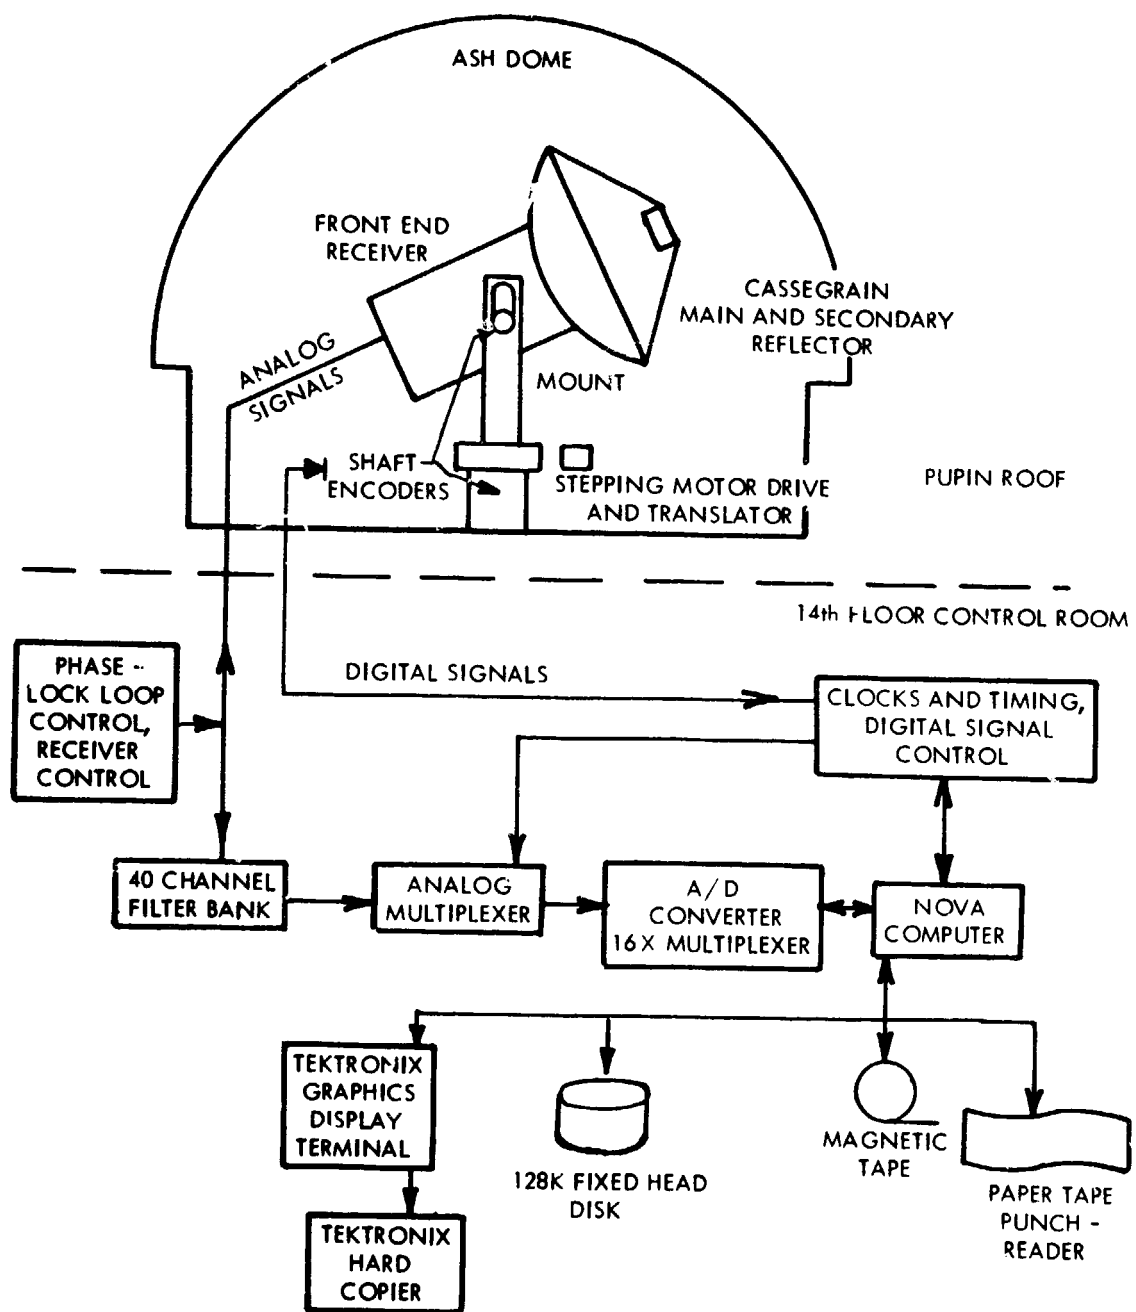 ASH DOME
FRONT END
RECEIVER
CASSEGRAIN
MAIN AND SECONDARY
REFLECTOR
ANALOG
SIGNALS
MOUNT
SHAFT
ENCODERS
STEPPING MOTOR DRIVE
AND TRANSLATOR
PUPIN ROOF
14th FLOOR CONTROL ROOM
PHASE -
LOCK LOOP
CONTROL,
RECEIVER
CONTROL
DIGITAL SIGNALS
CLOCKS AND TIMING,
DIGITAL SIGNAL
CONTROL
40 CHANNEL
FILTER BANK
ANALOG
MULTIPLEXER
A/D
CONVERTER
16X MULTIPLEXER
NOVA
COMPUTER
TEKTRONIX
GRAPHICS
DISPLAY
TERMINAL
128K FIXED HEAD
DISK
MAGNETIC
TAPE
PAPER TAPE
PUNCH -
READER
TEKTRONIX
HARD
COPIER